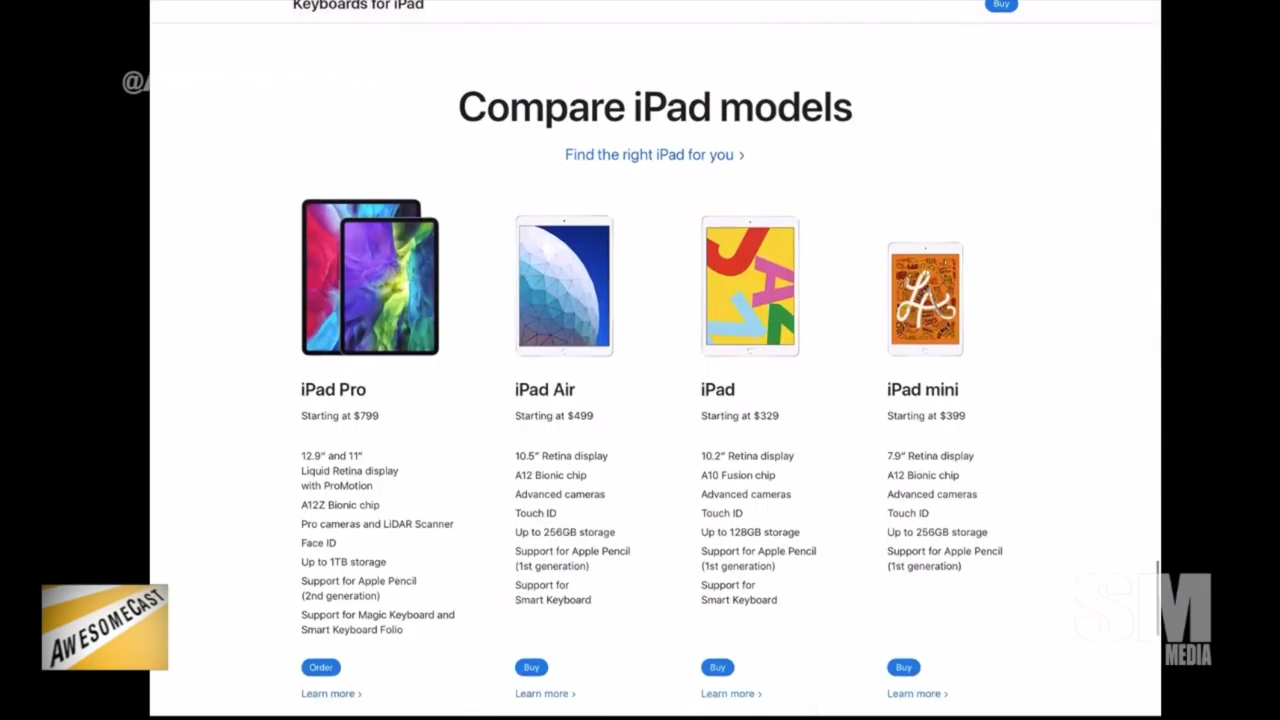 Keyboards for iPad
Buy
Compare iPad models
Find the right iPad for you >
iPad Pro
Starting at $799
12.9" and 11"
Liquid Retina display
with ProMotion
A12Z Bionic chip
Pro cameras and LiDAR Scanner
Face ID
Up to 1TB storage
Support for Apple Pencil
(2nd generation)
Support for Magic Keyboard and
Smart Keyboard Folio
Order
Learn more >
iPad Air
Starting at $499
10.5" Retina display
A12 Bionic chip
Advanced cameras
Touch ID
Up to 256GB storage
Support for Apple Pencil
(1st generation)
Support for
Smart Keyboard
Buy
Learn more >
iPad
Starting at $329
10.2" Retina display
A10 Fusion chip
Advanced cameras
Touch ID
Up to 128GB storage
Support for Apple Pencil
(1st generation)
Support for
Smart Keyboard
Buy
Learn more >
iPad mini
Starting at $399
7.9" Retina display
A12 Bionic chip
Advanced cameras
Touch ID
Up to 256GB storage
Support for Apple Pencil
(1st generation)
Buy
Learn more >
AWESOMECAST
SM
MEDIA